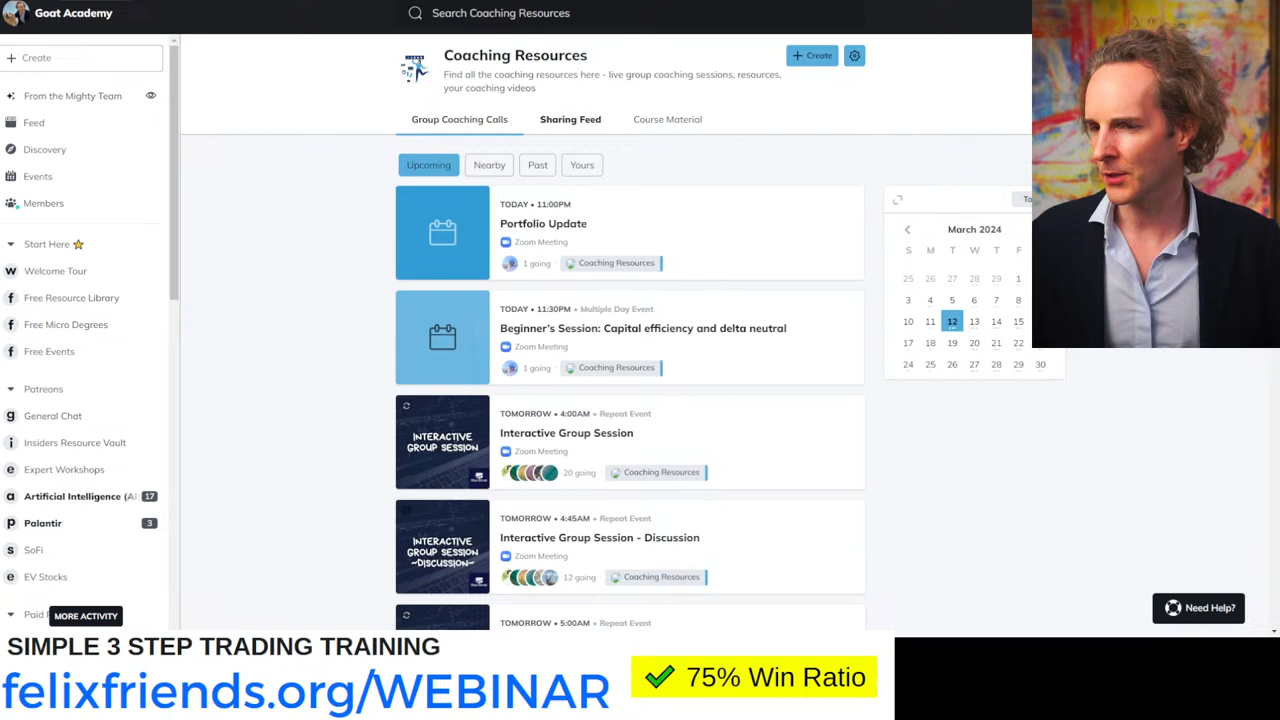 Goat Academy
Search Coaching Resources
Create
From the Mighty Team
Feed
Discovery
Events
Members
Start Here
W Welcome Tour
f Free Resource Library
f Free Micro Degrees
f Free Events
Patreons
g General Chat
i Insiders Resource Vault
e Expert Workshops
a Artificial Intelligence (AI 17
p Palantir 3
s SoFi
e EV Stocks
Paid
MORE ACTIVITY
Coaching Resources
Create
Find all the coaching resources here - live group coaching sessions, resources,
your coaching videos
Group Coaching Calls Sharing Feed Course Material
Upcoming Nearby Past Yours
TODAY • 11:00PM
Portfolio Update
Zoom Meeting
1 going Coaching Resources
TODAY • 11:30PM • Multiple Day Event
Beginner's Session: Capital efficiency and delta neutral
Zoom Meeting
1 going Coaching Resources
INTERACTIVE
GROUP SESSION
TOMORROW • 4:00AM • Repeat Event
Interactive Group Session
Zoom Meeting
20 going Coaching Resources
INTERACTIVE
GROUP SESSION
~DISCUSSION~
TOMORROW • 4:45AM • Repeat Event
Interactive Group Session - Discussion
Zoom Meeting
12 going Coaching Resources
TOMORROW • 5:00AM • Repeat Event
To
March 2024
S M T W T F
25 26 27 28 29 1
3 4 5 6 7 8
10 11 12 13 14 15
17 18 19 20 21 22
24 25 26 27 28 29 30
Need Help?
SIMPLE 3 STEP TRADING TRAINING
felixfriends.org/WEBINAR
75% Win Ratio